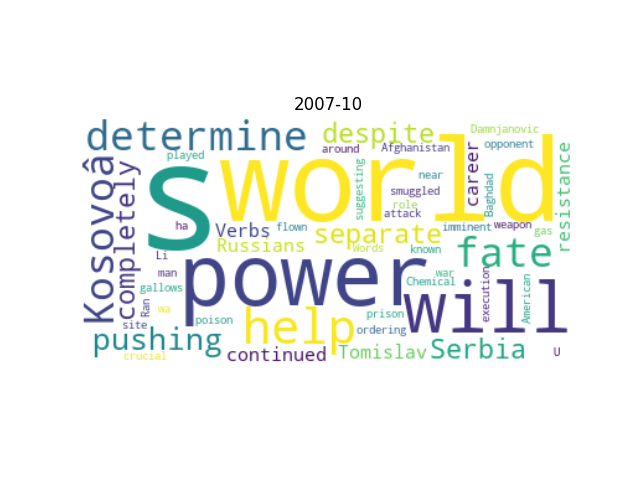 2007-10
determine
despite
Damnjanovic
around
Afghanistan
opponent
played
world
s
Kosovoâ
completely
suggesting
near
career
Baghdad
resistance
smuggled
role
attack
ha
Verbs
flown
separate
imminent
weapon
gas
Russians
Words
known
fate
Li
man
power
war
Chemical
execution
American
gallows
Ran
will
wa
poison
help
prison
site
ordering
pushing
crucial
continued
Tomislav
Serbia
U